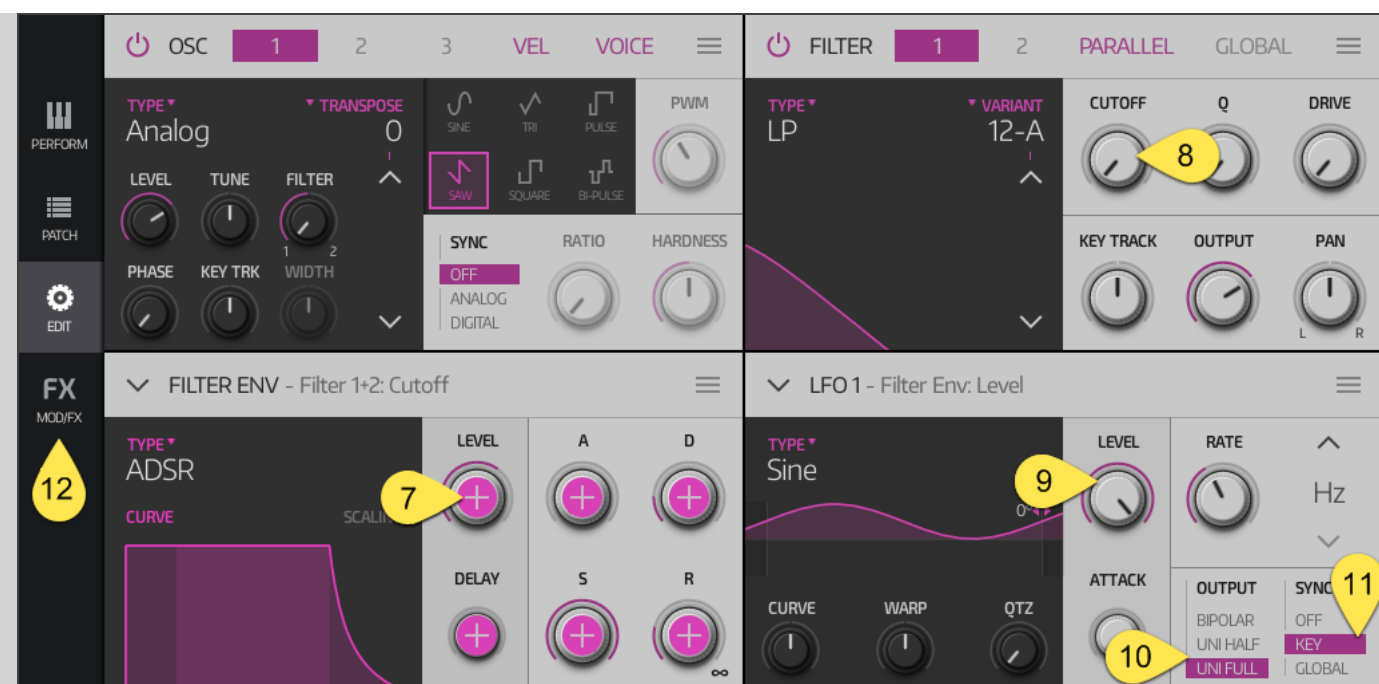 PERFORM
PATCH
EDIT
FX
MOD/FX
12
OSC 1 2 3 VEL VOICE
TYPE TRANSPOSE
Analog 0
LEVEL TUNE FILTER
1 2
PHASE KEY TRK WIDTH
SINE TRI PULSE
SAW SQUARE BI-PULSE
PWM
SYNC RATIO HARDNESS
OFF
ANALOG
DIGITAL
FILTER 1 2 PARALLEL GLOBAL
TYPE VARIANT
LP 12-A
CUTOFF Q DRIVE
8
KEY TRACK OUTPUT PAN
L R
FILTER ENV - Filter 1+2: Cutoff
TYPE
ADSR
CURVE
LEVEL A D
7
DELAY S R
∞
LFO 1 - Filter Env: Level
TYPE
Sine
0°
CURVE WARP QTZ
LEVEL RATE
9
Hz
ATTACK
10
OUTPUT
BIPOLAR
UNI HALF
UNI FULL
SYNC
11
OFF
KEY
GLOBAL